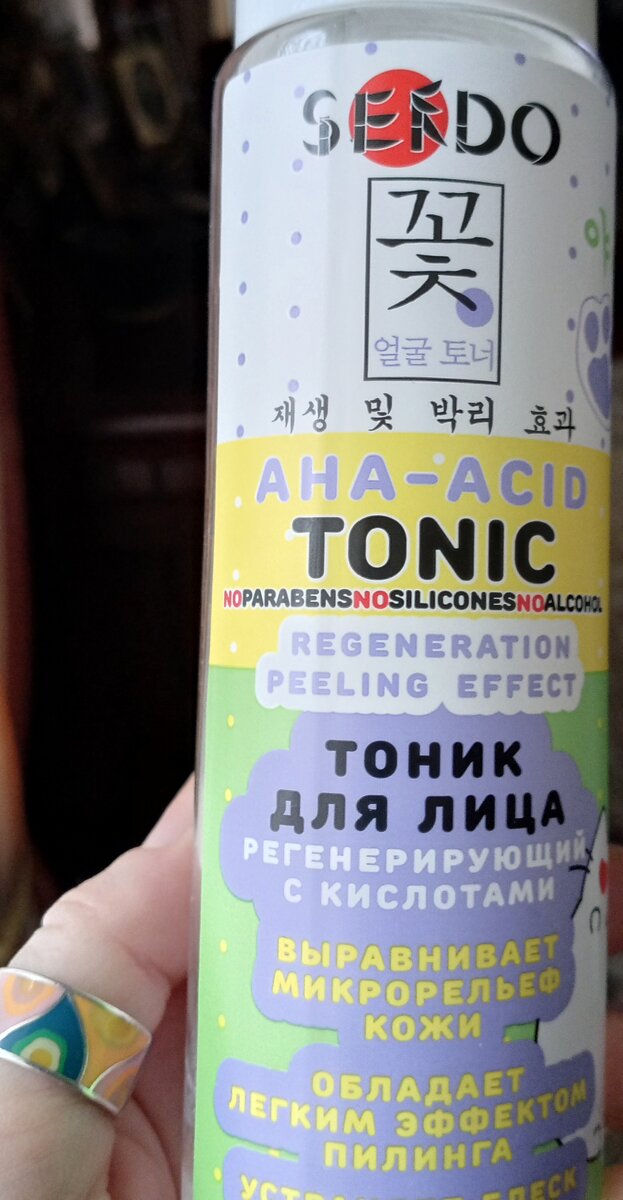 SENDO
꽃
얼굴 토너
재생 및 박리 효과
AHA-ACID
TONIC
NOPARABENSNOSILICONESNOALCOHOL
REGENERATION
PEELING EFFECT
ТОНИК
ДЛЯ ЛИЦА
РЕГЕНЕРИРУЮЩИЙ
С КИСЛОТАМИ
ВЫРАВНИВАЕТ
МИКРОРЕЛЬЕФ
КОЖИ
ОБЛАДАЕТ
ЛЕГКИМ ЭФФЕКТОМ
ПИЛИНГА